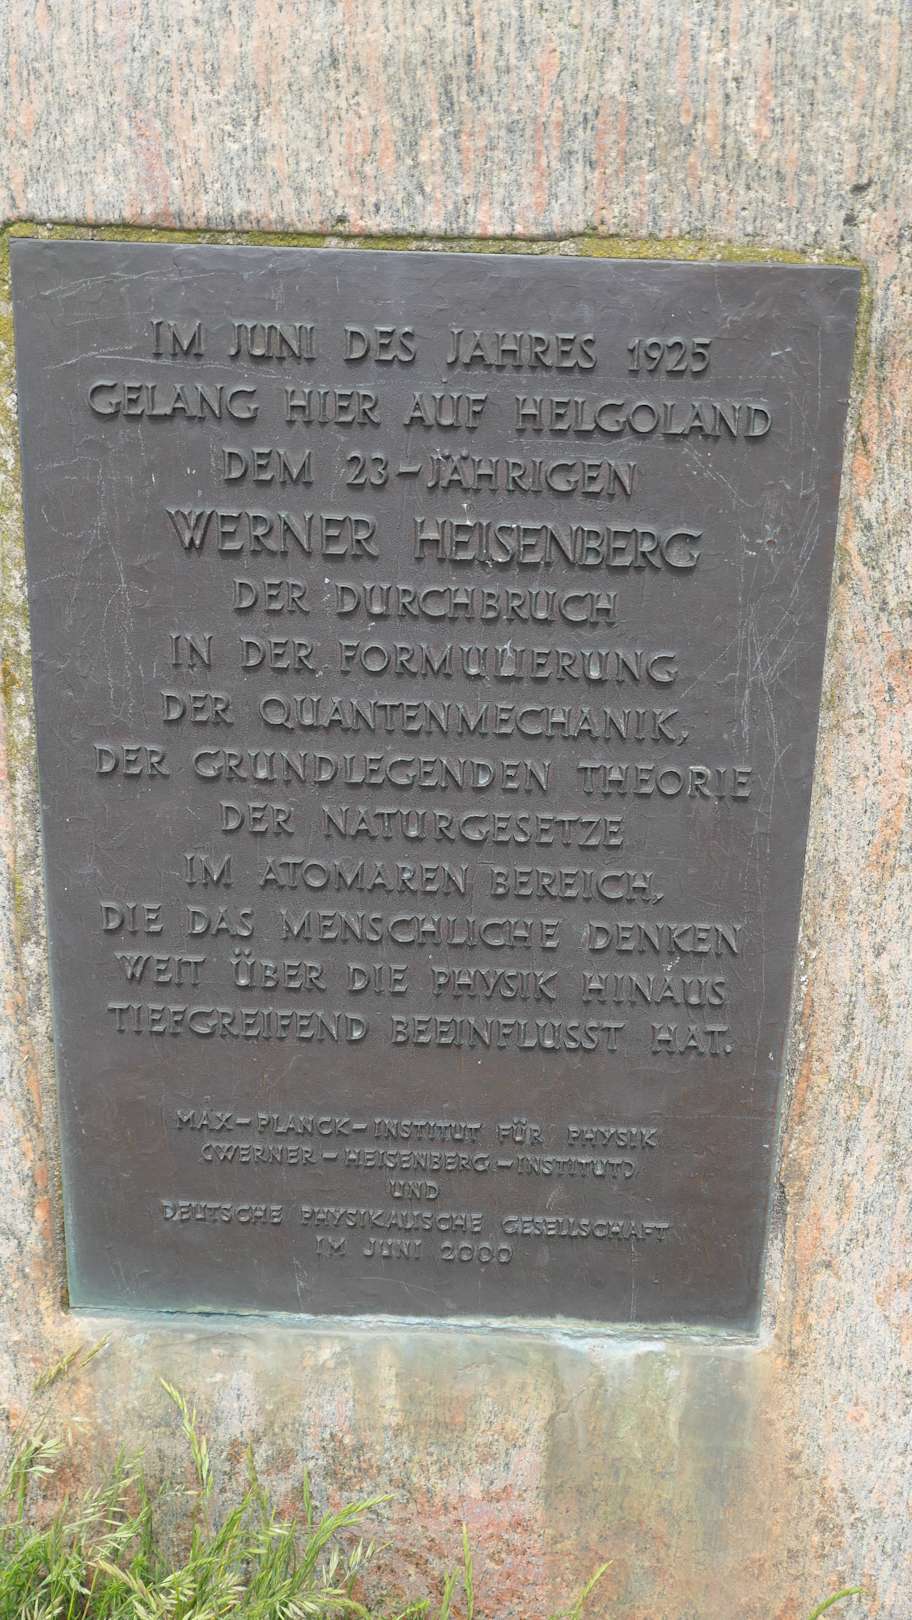 IM JUNI DES JAHRES 1925
GELANG HIER AUF HELGOLAND
DEM 23-JÄHRIGEN
WERNER HEISENBERG
DER DURCHBRUCH
IN DER FORMULIERUNG
DER QUANTENMECHANIK,
DER GRUNDLEGENDEN THEORIE
DER NATURGESETZE
IM ATOMAREN BEREICH,
DIE DAS MENSCHLICHE DENKEN
WEIT ÜBER DIE PHYSIK HINAUS
TIEFGREIFEND BEEINFLUSST HAT.
MAX-PLANCK-INSTITUT FÜR PHYSIK
(WERNER-HEISENBERG-INSTITUT)
UND
DEUTSCHE PHYSIKALISCHE GESELLSCHAFT
IM JUNI 2000